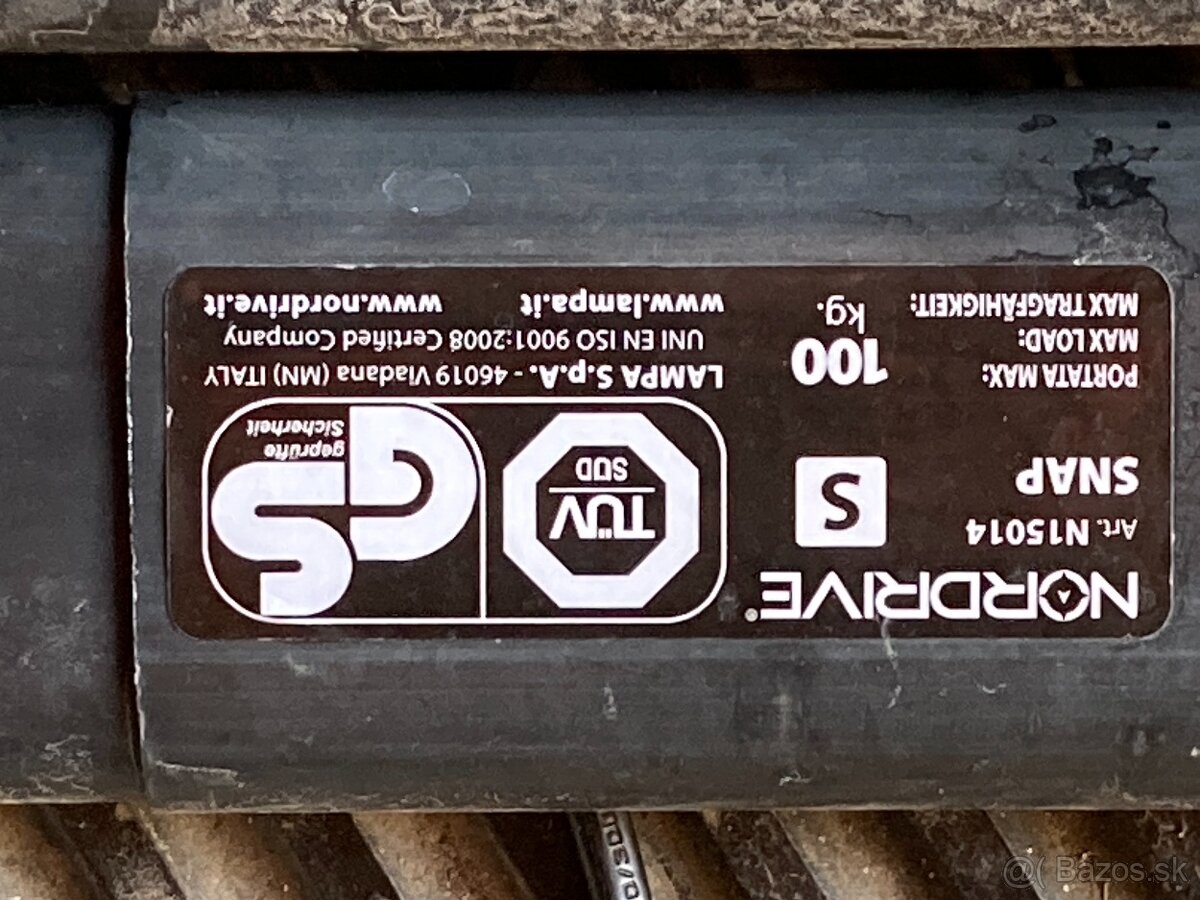 NORDRIVE®
Art. N15014
SNAP
S
PORTATA MAX:
MAX LOAD:
MAX TRAGFÄHIGKEIT:
100
kg.
TÜV
SÜD
GS
geprüfte
Sicherheit
LAMPA S.p.A. - 46019 Viadana (MN) ITALY
UNI EN ISO 9001:2008 Certified Company
www.lampa.it www.nordrive.it
Bazos.sk